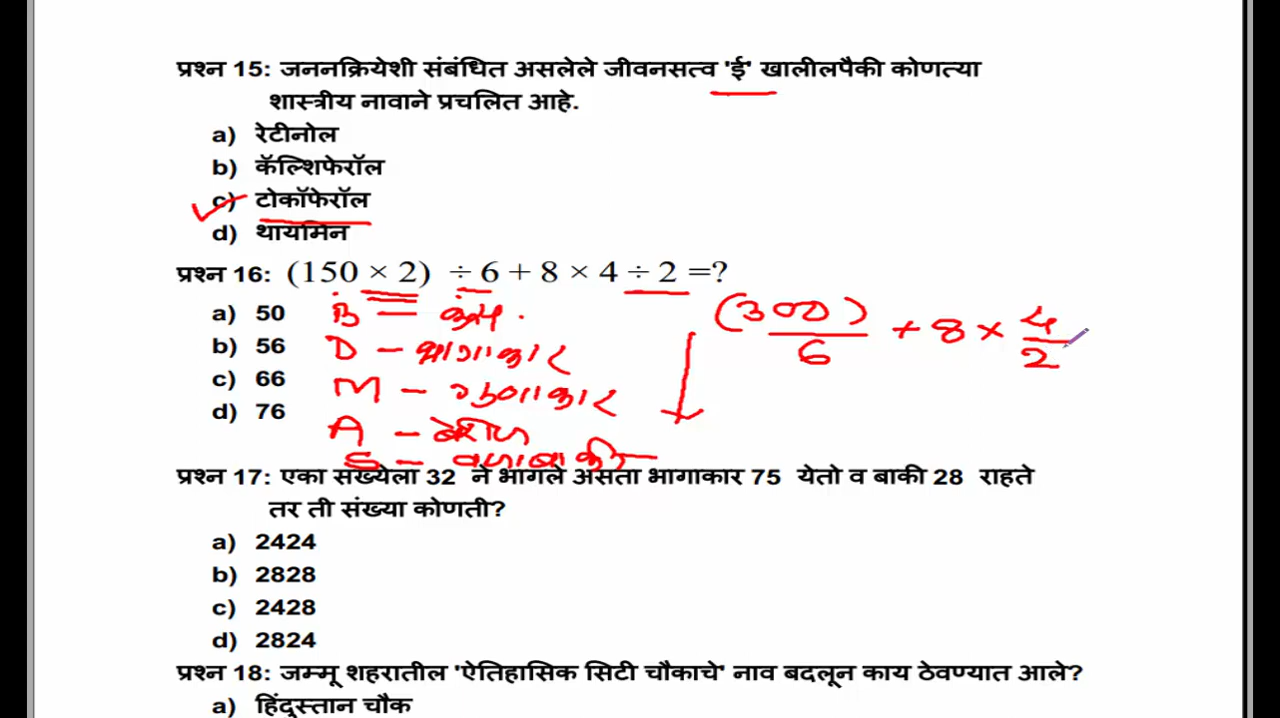 प्रश्न 15: जननक्रियेशी संबंधित असलेले जीवनसत्व 'ई' खालीलपैकी कोणत्या
शास्त्रीय नावाने प्रचलित आहे.
a) रेटीनोल
b) कॅल्शिफेरॉल
c) टोकॉफेरॉल
d) थायमिन
प्रश्न 16: (150 × 2) ÷ 6 + 8 × 4 ÷ 2 =?
a) 50
b) 56
c) 66
d) 76
B = कंस
D - भागाकार
M - गुणाकार
A - बेरीज
S - वजाबाकी
(300) / 6 + 8 × 4 / 2
प्रश्न 17: एका संख्येला 32 ने भागले असता भागाकार 75 येतो व बाकी 28 राहते
तर ती संख्या कोणती?
a) 2424
b) 2828
c) 2428
d) 2824
प्रश्न 18: जम्मू शहरातील 'ऐतिहासिक सिटी चौकाचे' नाव बदलून काय ठेवण्यात आले?
a) हिंदुस्तान चौक